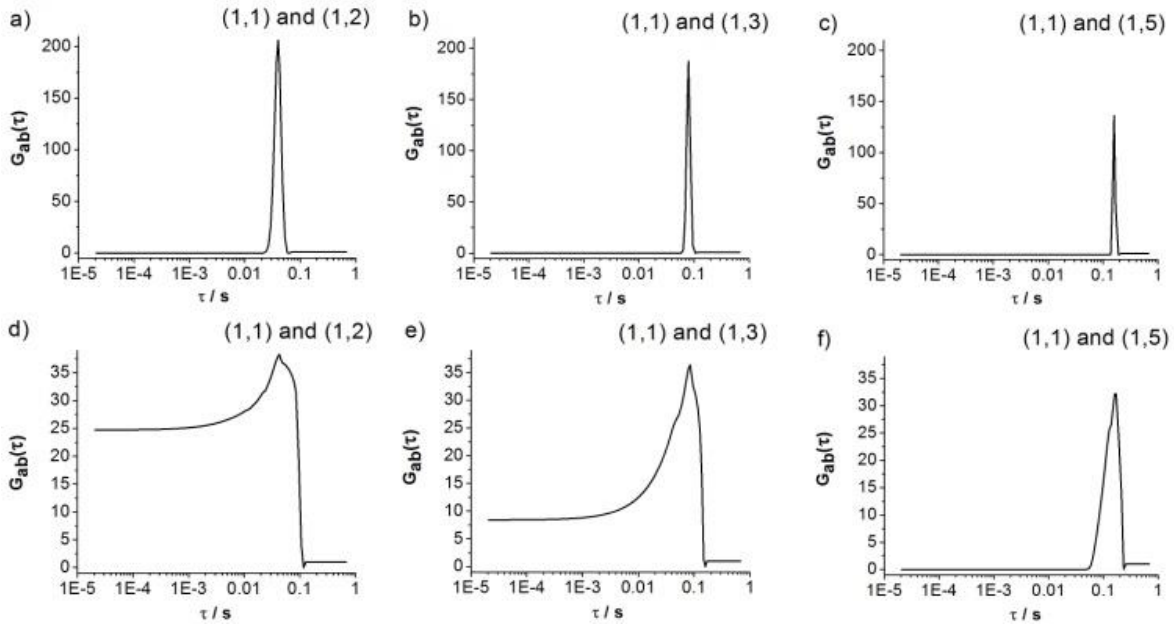 a)
(1,1) and (1,2)
200
150
100
50
0
G_ab(τ)
1E-5 1E-4 1E-3 0.01 0.1 1
τ / s
b)
(1,1) and (1,3)
200
150
100
50
0
G_ab(τ)
1E-5 1E-4 1E-3 0.01 0.1 1
τ / s
c)
(1,1) and (1,5)
200
150
100
50
0
G_ab(τ)
1E-5 1E-4 1E-3 0.01 0.1 1
τ / s
d)
(1,1) and (1,2)
35
30
25
20
15
10
5
0
G_ab(τ)
1E-5 1E-4 1E-3 0.01 0.1 1
τ / s
e)
(1,1) and (1,3)
35
30
25
20
15
10
5
0
G_ab(τ)
1E-5 1E-4 1E-3 0.01 0.1 1
τ / s
f)
(1,1) and (1,5)
35
30
25
20
15
10
5
0
G_ab(τ)
1E-5 1E-4 1E-3 0.01 0.1 1
τ / s